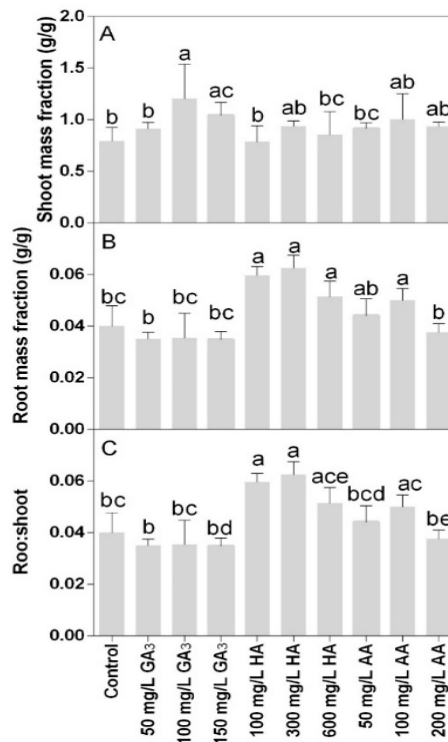 A
Shoot mass fraction (g/g)
2.0
1.5
1.0
0.5
0.0
b b a ac b ab bc bc ab ab
B
Root mass fraction (g/g)
0.06
0.04
0.02
0.00
bc b bc bc a a a ab a b
C
Roo:shoot
0.06
0.04
0.02
0.00
bc b bc bd a a ace bcd ac be
Control
50 mg/L GA3
100 mg/L GA3
150 mg/L GA3
100 mg/L HA
300 mg/L HA
600 mg/L HA
50 mg/L AA
100 mg/L AA
200 mg/L AA